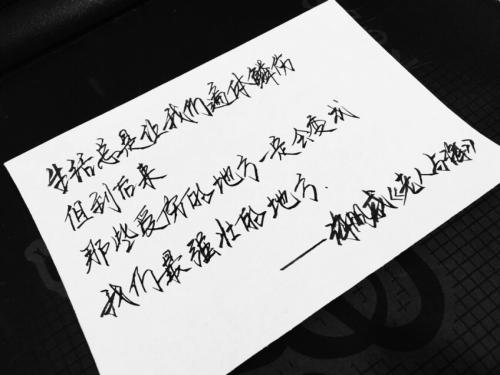 生活总是让我们遍体鳞伤
但到后来
那些受伤的地方一定会变成
我们最强壮的地方.
——海明威《老人与海》